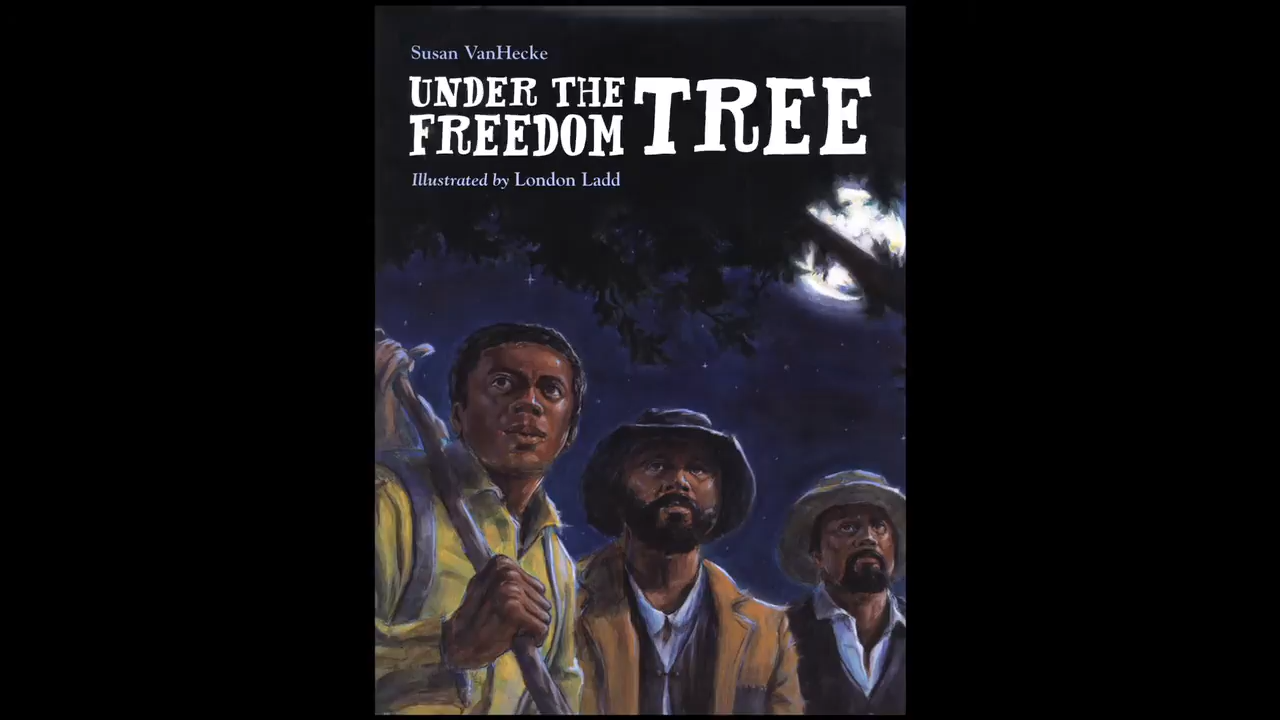 Susan VanHecke
UNDER THE
FREEDOM TREE
Illustrated by London Ladd